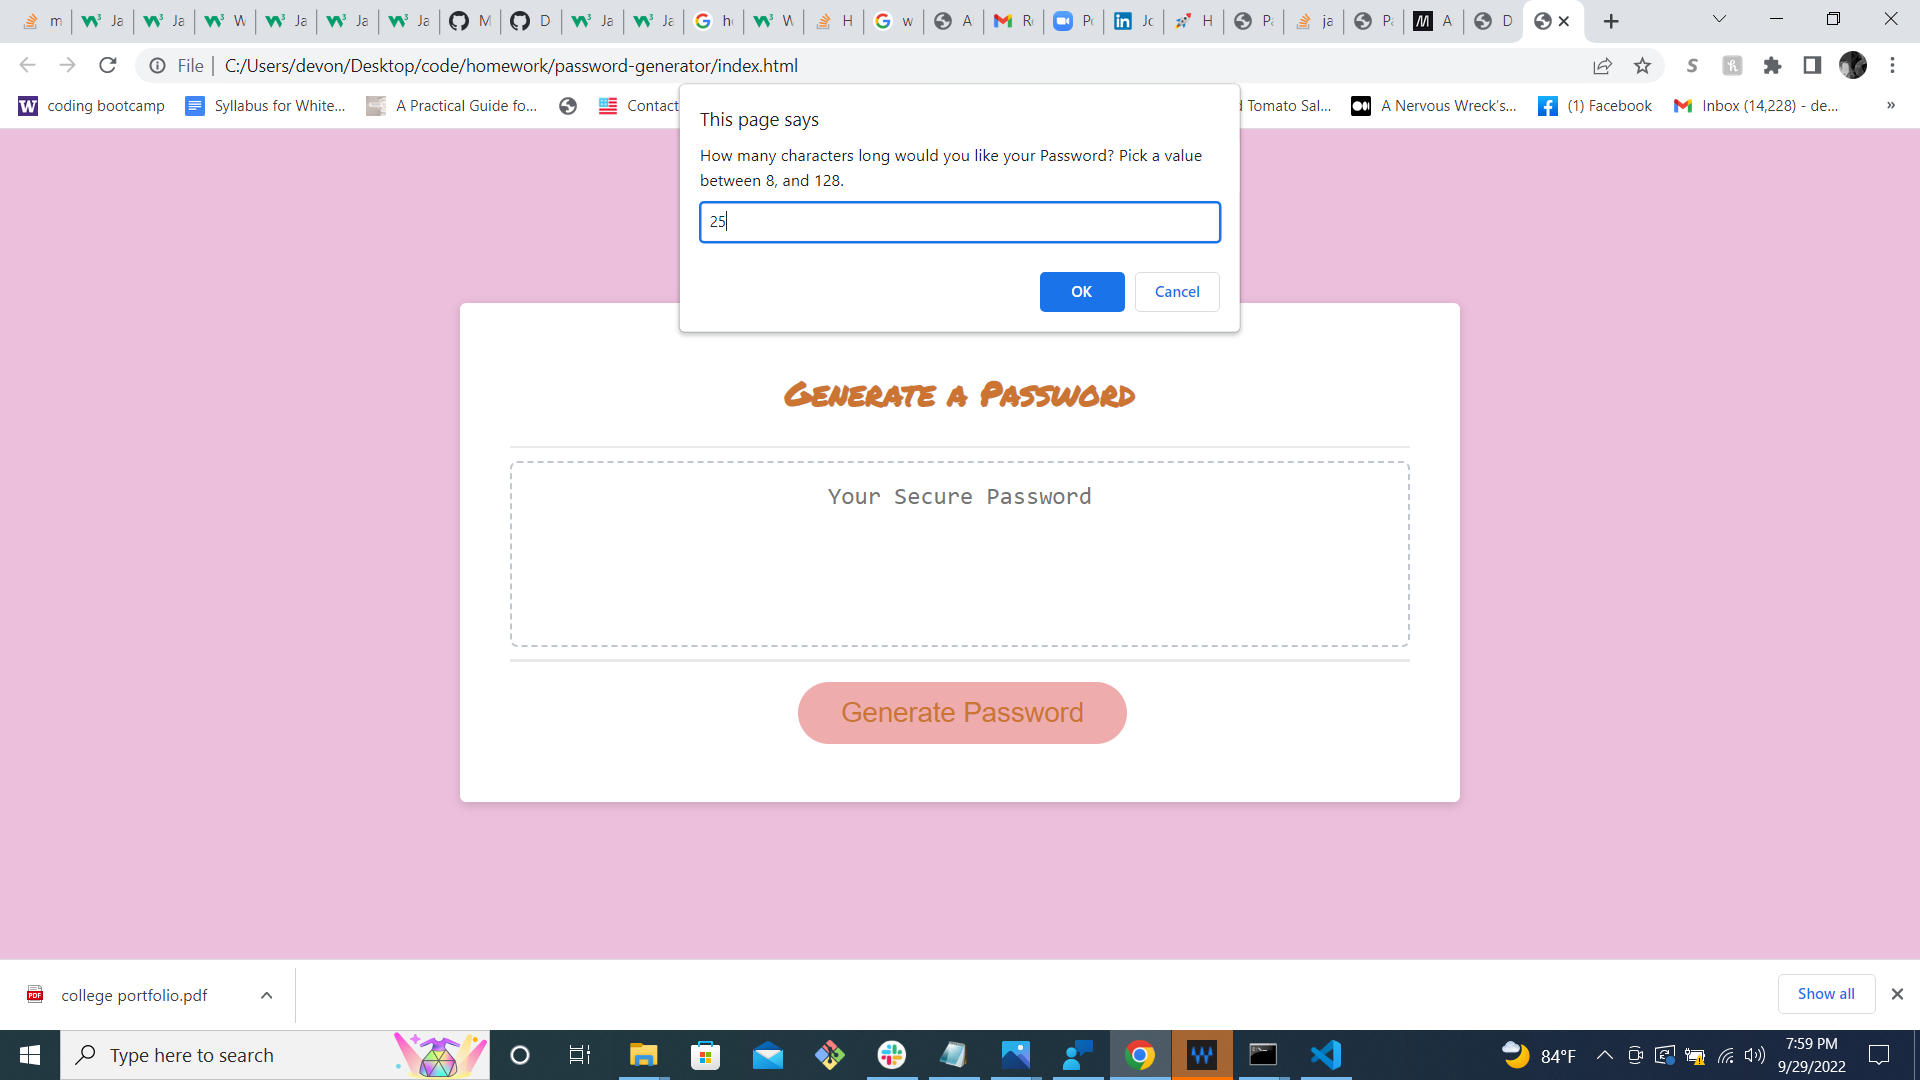 m Ja Ja W Ja Ja Ja M D Ja Ja W H w A Jo H Pa ja Pa A D
File C:/Users/devon/Desktop/code/homework/password-generator/index.html
coding bootcamp Syllabus for White... A Practical Guide fo... Contact Tomato Sal... A Nervous Wreck's... (1) Facebook Inbox (14,228) - de... »
This page says
How many characters long would you like your Password? Pick a value
between 8, and 128.
25
OK Cancel
Generate a Password
Your Secure Password
Generate Password
college portfolio.pdf
Show all
Type here to search
84°F
7:59 PM
9/29/2022